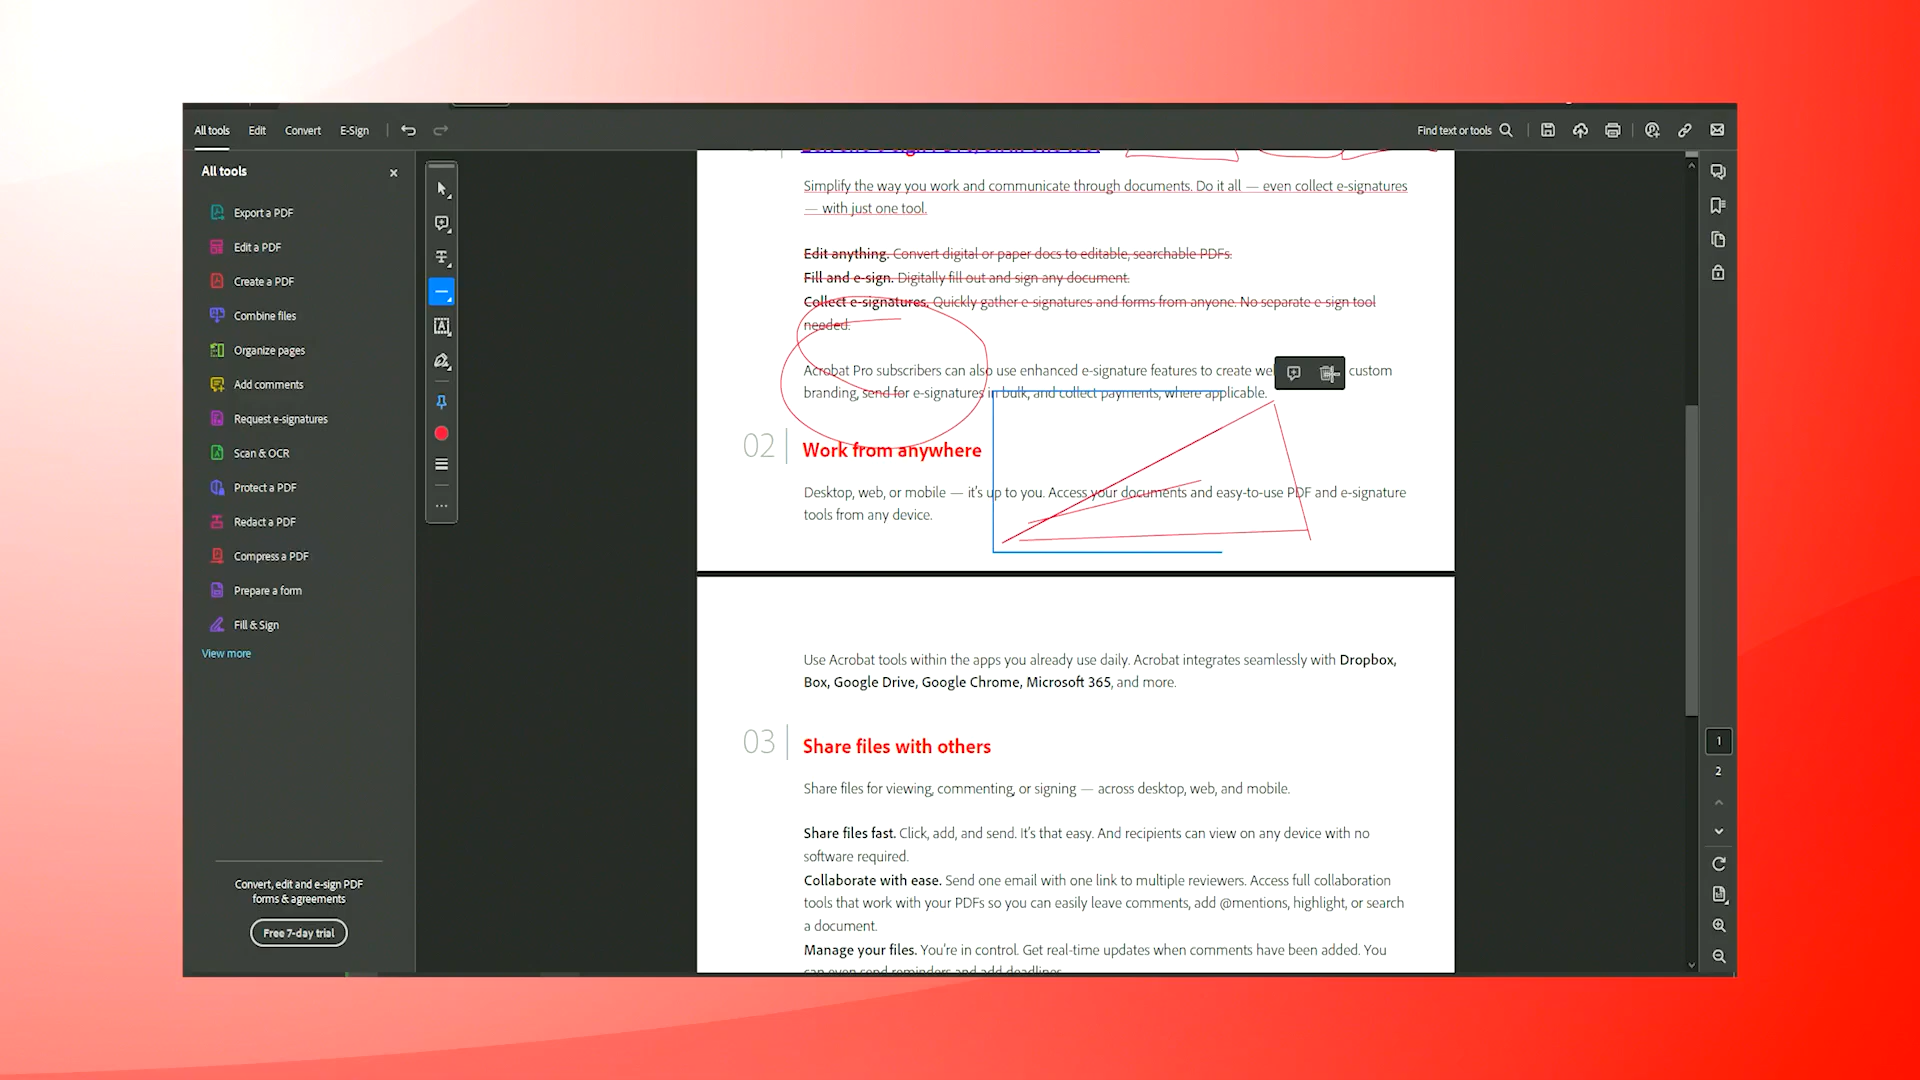 All tools
Edit
Convert
E-Sign
Find text or tools
All tools
Export a PDF
Edit a PDF
Create a PDF
Combine files
Organize pages
Add comments
Request e-signatures
Scan & OCR
Protect a PDF
Redact a PDF
Compress a PDF
Prepare a form
Fill & Sign
View more
Convert, edit and e-sign PDF
forms & agreements
Free 7-day trial
Simplify the way you work and communicate through documents. Do it all — even collect e-signatures
— with just one tool.
Edit anything. Convert digital or paper docs to editable, searchable PDFs.
Fill and e-sign. Digitally fill out and sign any document.
Collect e-signatures. Quickly gather e-signatures and forms from anyone. No separate e-sign tool
needed.
Acrobat Pro subscribers can also use enhanced e-signature features to create custom
branding, send for e-signatures in bulk, and collect payments, where applicable.
02
Work from anywhere
Desktop, web, or mobile — it's up to you. Access your documents and easy-to-use PDF and e-signature
tools from any device.
Use Acrobat tools within the apps you already use daily. Acrobat integrates seamlessly with Dropbox,
Box, Google Drive, Google Chrome, Microsoft 365, and more.
03
Share files with others
Share files for viewing, commenting, or signing — across desktop, web, and mobile.
Share files fast. Click, add, and send. It's that easy. And recipients can view on any device with no
software required.
Collaborate with ease. Send one email with one link to multiple reviewers. Access full collaboration
tools that work with your PDFs so you can easily leave comments, add @mentions, highlight, or search
a document.
Manage your files. You're in control. Get real-time updates when comments have been added. You
can even send reminders and add deadlines.
1
2